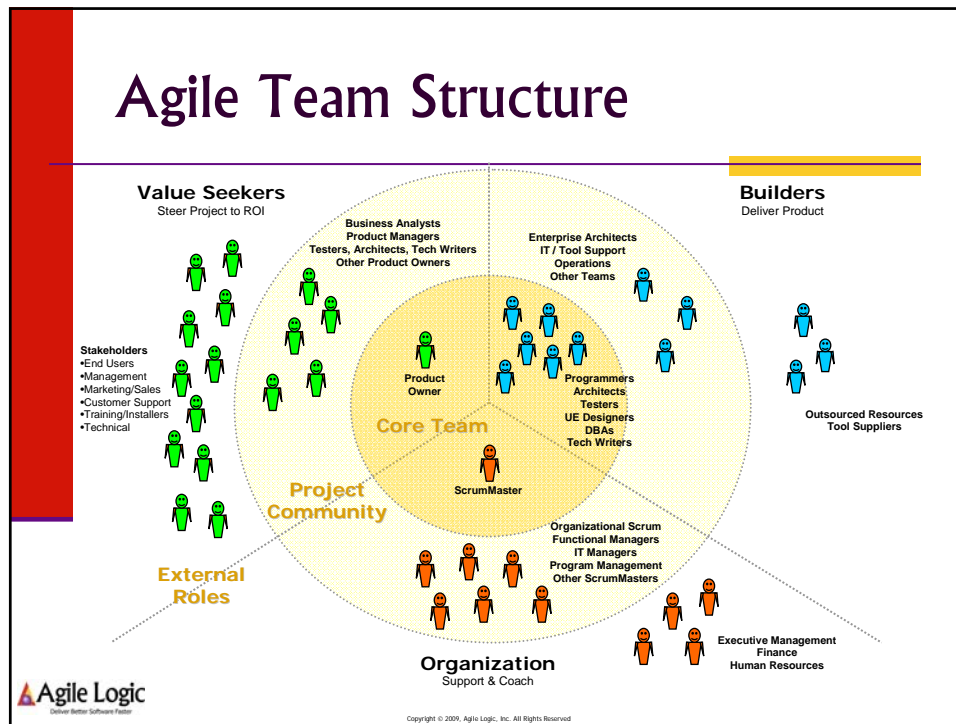 Agile Team Structure
Value Seekers
Steer Project to ROI
Builders
Deliver Product
Business Analysts
Product Managers
Testers, Architects, Tech Writers
Other Product Owners
Enterprise Architects
IT / Tool Support
Operations
Other Teams
Stakeholders
•End Users
•Management
•Marketing/Sales
•Customer Support
•Training/Installers
•Technical
Product
Owner
Programmers
Architects
Testers
UE Designers
DBAs
Tech Writers
Outsourced Resources
Tool Suppliers
Core Team
ScrumMaster
Project
Community
Organizational Scrum
Functional Managers
IT Managers
Program Management
Other ScrumMasters
External
Roles
Executive Management
Finance
Human Resources
Organization
Support & Coach
Agile Logic
Deliver Better Software Faster
Copyright © 2009, Agile Logic, Inc. All Rights Reserved